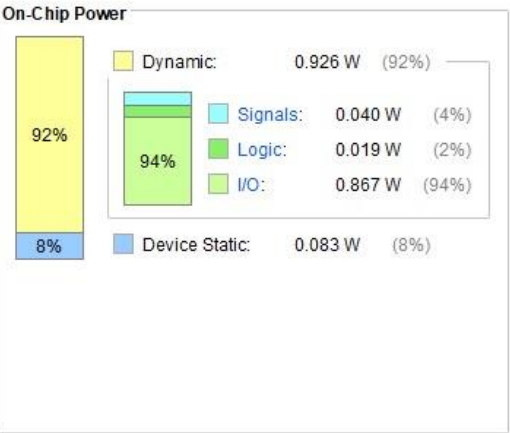 On-Chip Power
Dynamic: 0.926 W (92%)
92%
94%
Signals: 0.040 W (4%)
Logic: 0.019 W (2%)
I/O: 0.867 W (94%)
8%
Device Static: 0.083 W (8%)